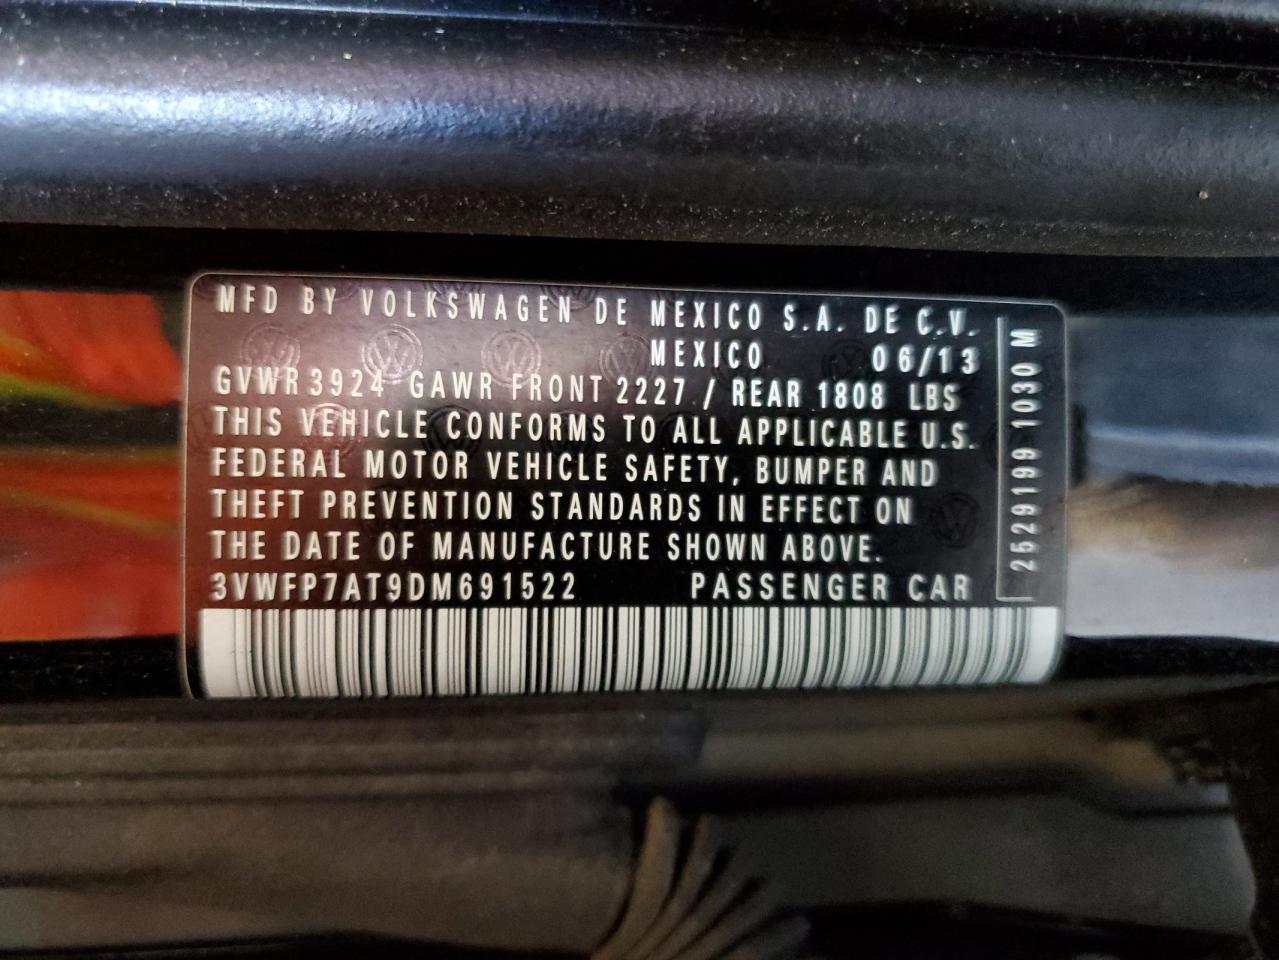 MFD BY VOLKSWAGEN DE MEXICO S.A. DE C.V.
MEXICO 06/13
GVWR 3924 GAWR FRONT 2227 / REAR 1808 LBS
THIS VEHICLE CONFORMS TO ALL APPLICABLE U.S.
FEDERAL MOTOR VEHICLE SAFETY, BUMPER AND
THEFT PREVENTION STANDARDS IN EFFECT ON
THE DATE OF MANUFACTURE SHOWN ABOVE.
3VWFP7AT9DM691522 PASSENGER CAR
2529199 1030 M